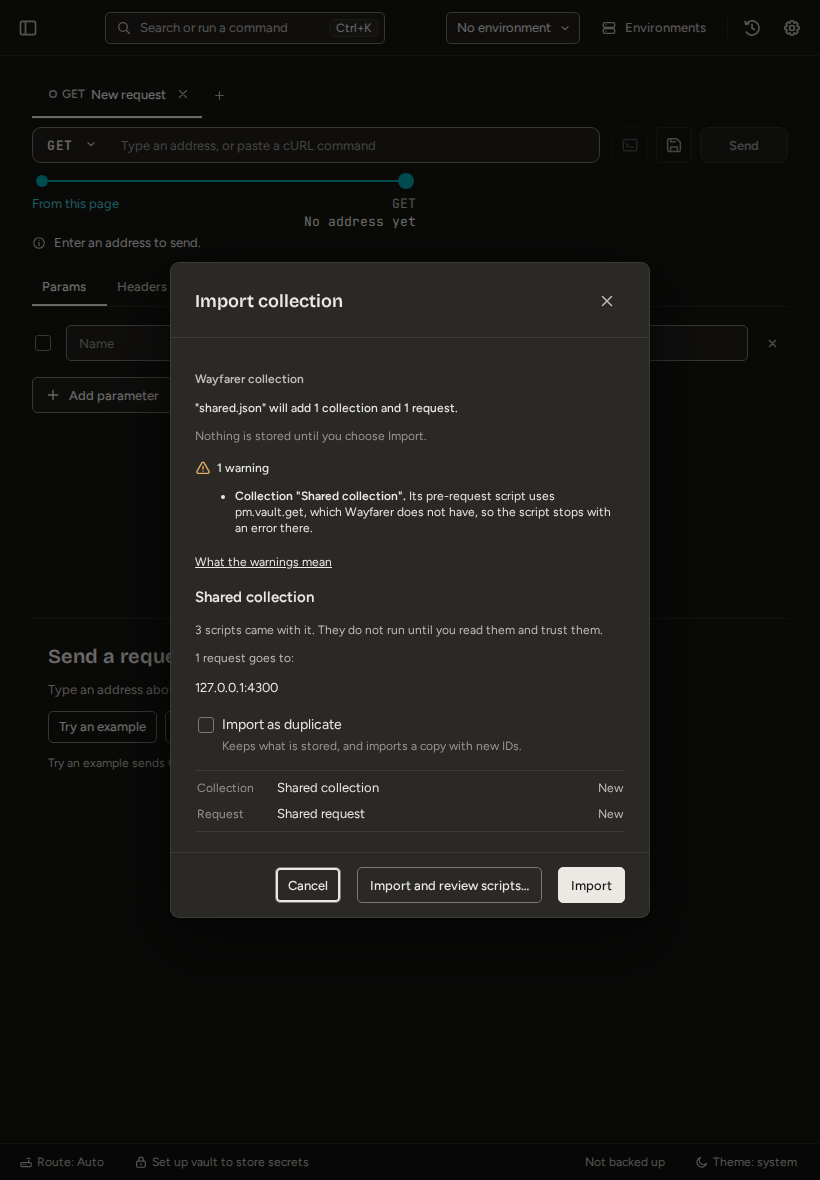 Search or run a command Ctrl+K No environment Environments
GET New request
GET Type an address, or paste a cURL command Send
From this page GET
No address yet
Enter an address to send.
Params Headers
Import collection
Name
Wayfarer collection
Add parameter
"shared.json" will add 1 collection and 1 request.
Nothing is stored until you choose Import.
1 warning
• Collection "Shared collection". Its pre-request script uses
pm.vault.get, which Wayfarer does not have, so the script stops with
an error there.
What the warnings mean
Shared collection
3 scripts came with it. They do not run until you read them and trust them.
Send a reque
1 request goes to:
Type an address abo
127.0.0.1:4300
Try an example
Import as duplicate
Keeps what is stored, and imports a copy with new IDs.
Try an example sends
Collection Shared collection New
Request Shared request New
Cancel Import and review scripts... Import
Route: Auto Set up vault to store secrets Not backed up Theme: system